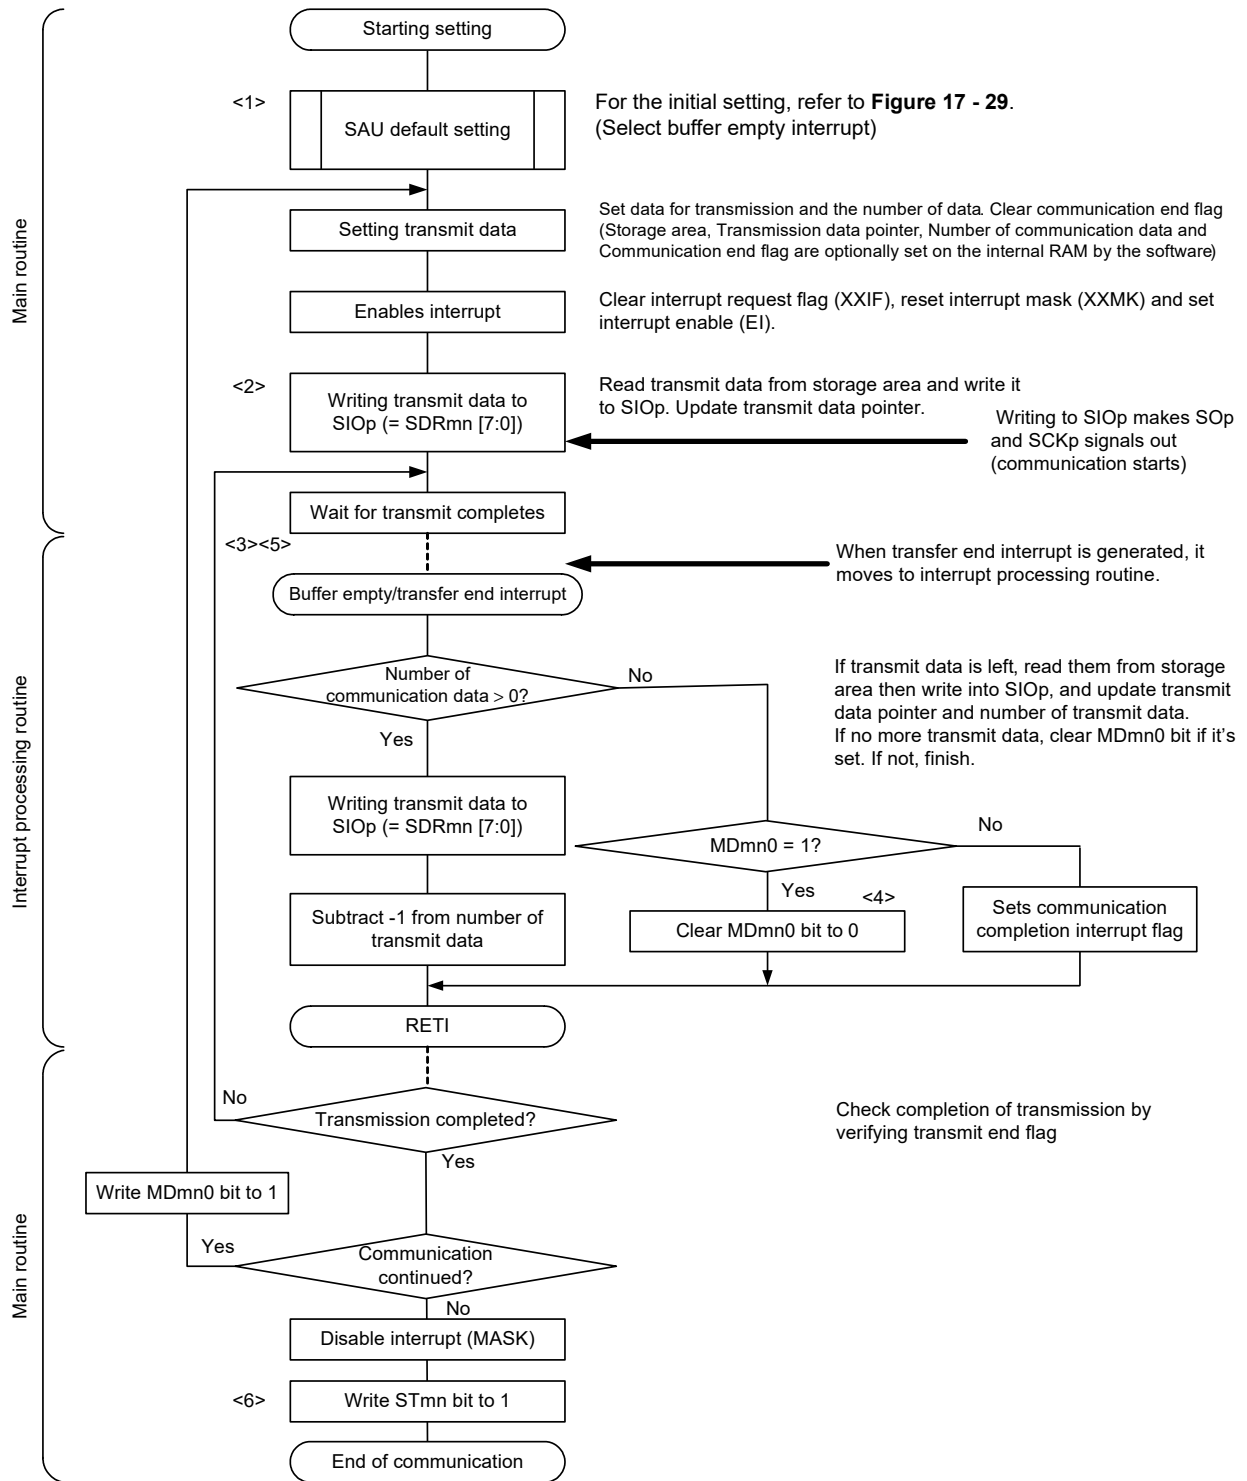 Starting setting
<1>
SAU default setting
For the initial setting, refer to Figure 17 - 29.
(Select buffer empty interrupt)
Main routine
Setting transmit data
Set data for transmission and the number of data. Clear communication end flag
(Storage area, Transmission data pointer, Number of communication data and
Communication end flag are optionally set on the internal RAM by the software)
Enables interrupt
Clear interrupt request flag (XXIF), reset interrupt mask (XXMK) and set
interrupt enable (EI).
<2>
Writing transmit data to
SIOp (= SDRmn [7:0])
Read transmit data from storage area and write it
to SIOp. Update transmit data pointer.
Writing to SIOp makes SOp
and SCKp signals out
(communication starts)
Wait for transmit completes
<3><5>
When transfer end interrupt is generated, it
moves to interrupt processing routine.
Buffer empty/transfer end interrupt
Interrupt processing routine
Number of
communication data > 0?
No
Yes
If transmit data is left, read them from storage
area then write into SIOp, and update transmit
data pointer and number of transmit data.
If no more transmit data, clear MDmn0 bit if it's
set. If not, finish.
Writing transmit data to
SIOp (= SDRmn [7:0])
MDmn0 = 1?
No
Yes
<4>
Subtract -1 from number of
transmit data
Clear MDmn0 bit to 0
Sets communication
completion interrupt flag
RETI
Main routine
No
Transmission completed?
Yes
Check completion of transmission by
verifying transmit end flag
Write MDmn0 bit to 1
Yes
Communication
continued?
No
Disable interrupt (MASK)
<6>
Write STmn bit to 1
End of communication